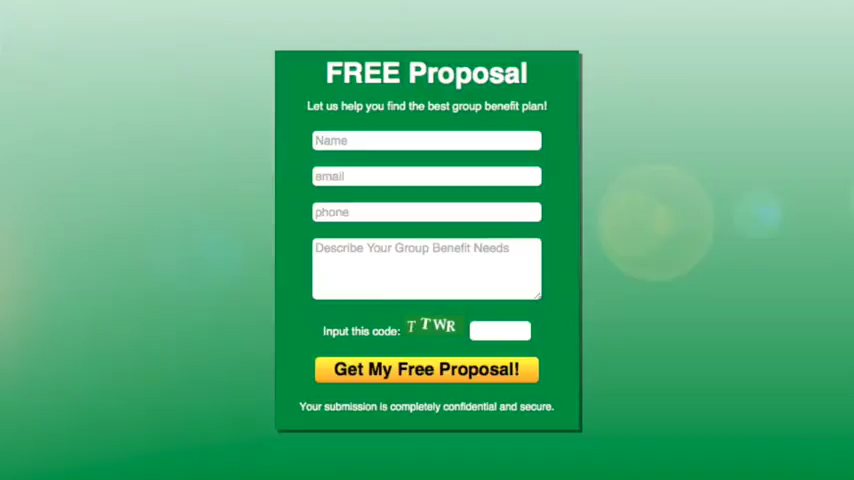 FREE Proposal
Let us help you find the best group benefit plan!
Name
email
phone
Describe Your Group Benefit Needs
Input this code: TTWR
Get My Free Proposal!
Your submission is completely confidential and secure.